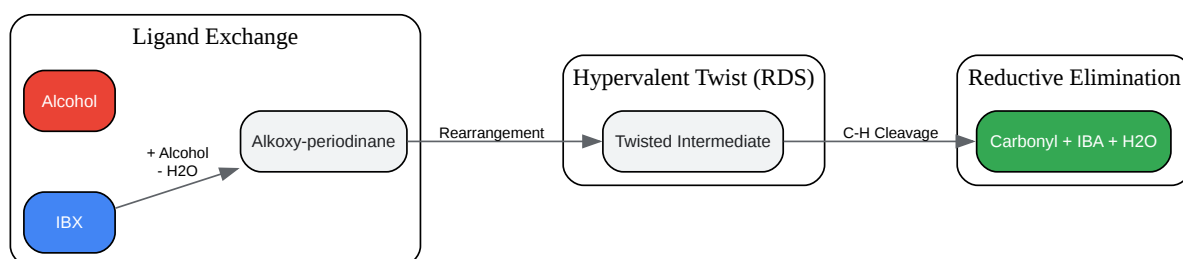 Ligand Exchange
Alcohol
+ Alcohol
- H2O
IBX
Alkoxy-periodinane
Rearrangement
Hypervalent Twist (RDS)
Twisted Intermediate
C-H Cleavage
Reductive Elimination
Carbonyl + IBA + H2O